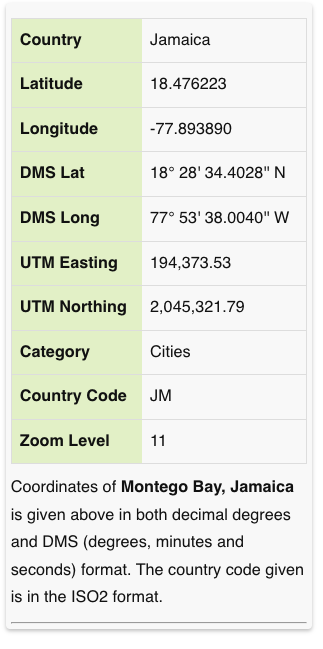 Country Jamaica
Latitude 18.476223
Longitude -77.893890
DMS Lat 18° 28' 34.4028'' N
DMS Long 77° 53' 38.0040'' W
UTM Easting 194,373.53
UTM Northing 2,045,321.79
Category Cities
Country Code JM
Zoom Level 11
Coordinates of Montego Bay, Jamaica
is given above in both decimal degrees
and DMS (degrees, minutes and
seconds) format. The country code given
is in the ISO2 format.